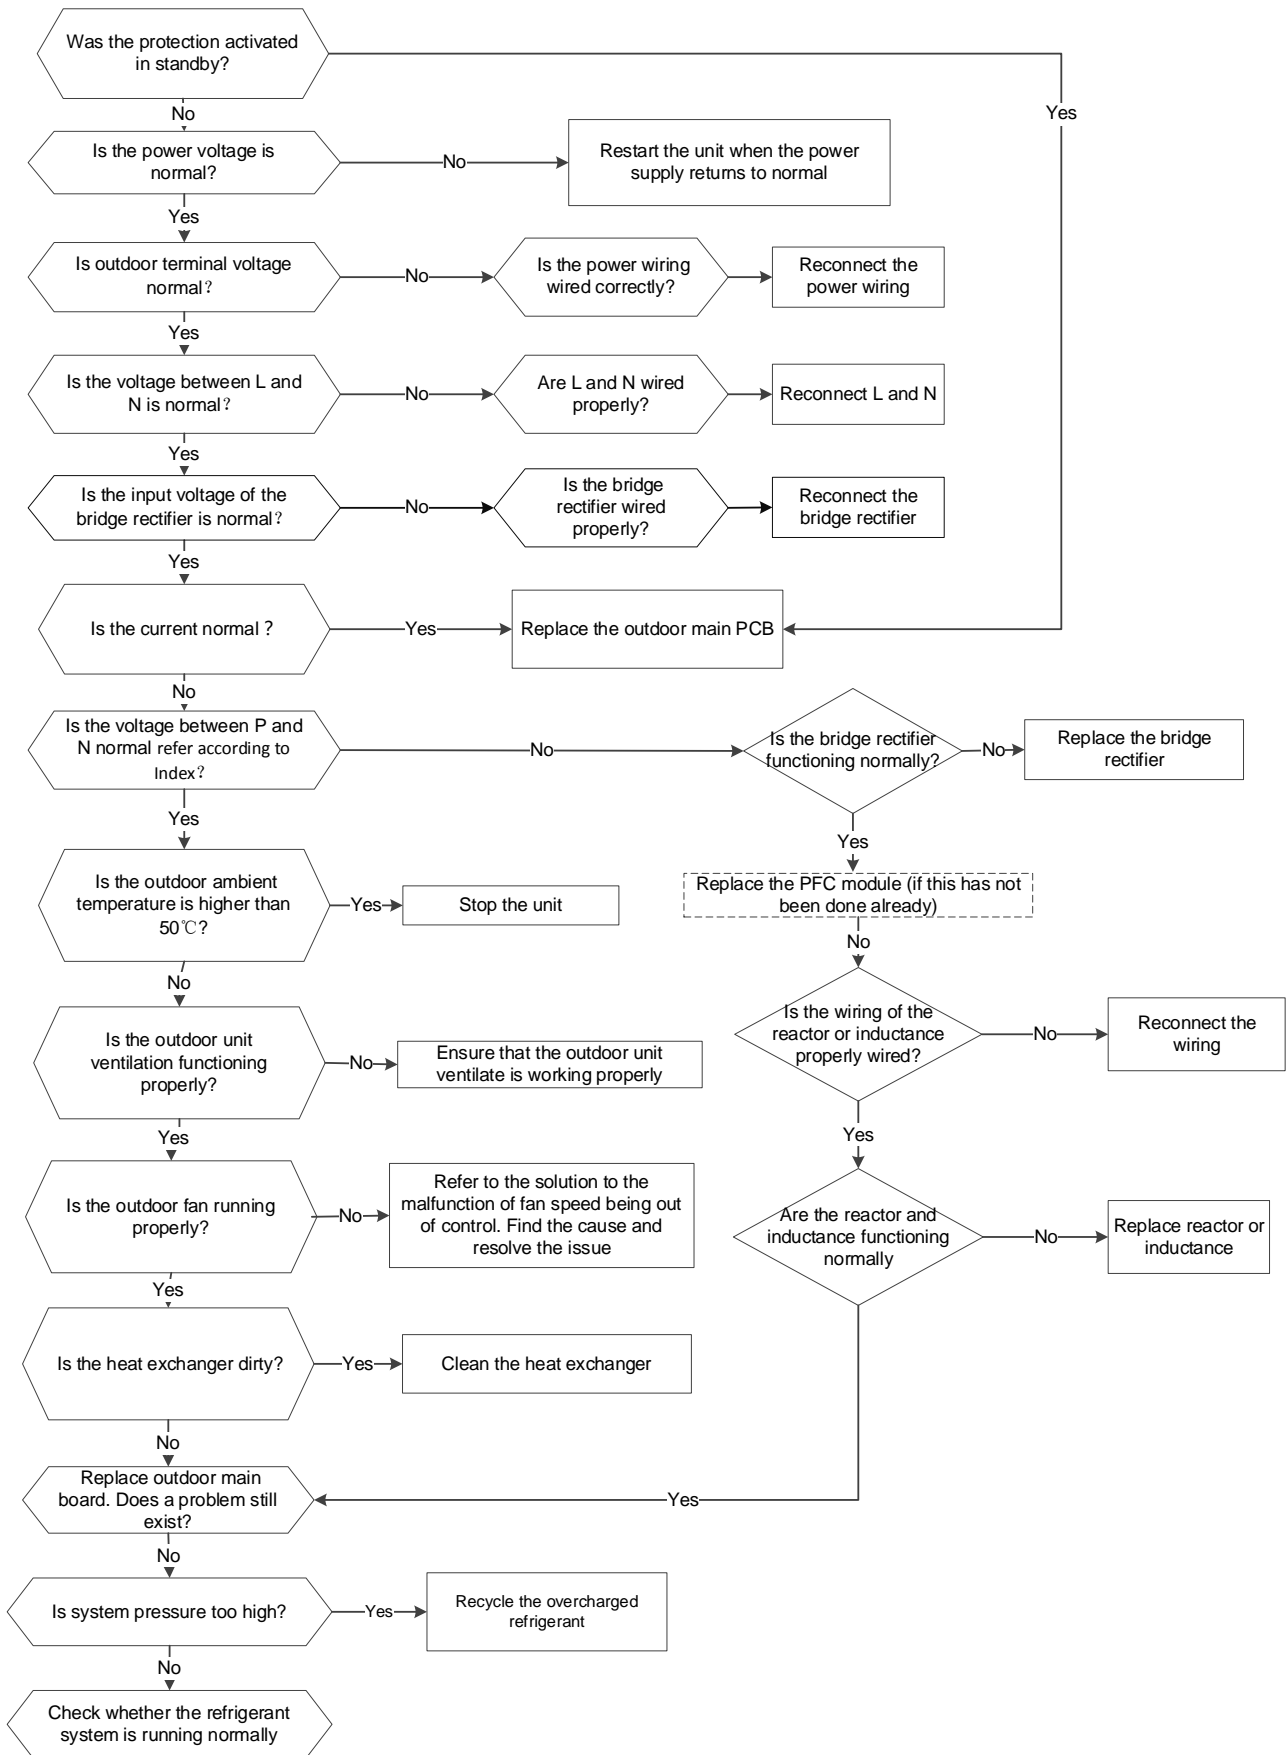 Was the protection activated
in standby?
Yes
No
Is the power voltage is
normal?
No
Restart the unit when the power
supply returns to normal
Yes
Is outdoor terminal voltage
normal？
No
Is the power wiring
wired correctly?
Reconnect the
power wiring
Yes
Is the voltage between L and
N is normal？
No
Are L and N wired
properly?
Reconnect L and N
Yes
Is the input voltage of the
bridge rectifier is normal？
No
Is the bridge
rectifier wired
properly?
Reconnect the
bridge rectifier
Yes
Is the current normal？
Yes
Replace the outdoor main PCB
No
Is the voltage between P and
N normal refer according to
Index？
No
Is the bridge rectifier
functioning normally?
No
Replace the bridge
rectifier
Yes
Yes
Is the outdoor ambient
temperature is higher than
50℃?
Yes
Stop the unit
Replace the PFC module (if this has not
been done already)
No
No
Is the outdoor unit
ventilation functioning
properly?
No
Ensure that the outdoor unit
ventilate is working properly
Is the wiring of the
reactor or inductance
properly wired?
No
Reconnect the
wiring
Yes
Yes
Is the outdoor fan running
properly?
No
Refer to the solution to the
malfunction of fan speed being out
of control. Find the cause and
resolve the issue
Are the reactor and
inductance functioning
normally
No
Replace reactor or
inductance
Yes
Is the heat exchanger dirty?
Yes
Clean the heat exchanger
No
Replace outdoor main
board. Does a problem still
exist?
Yes
No
Is system pressure too high?
Yes
Recycle the overcharged
refrigerant
No
Check whether the refrigerant
system is running normally